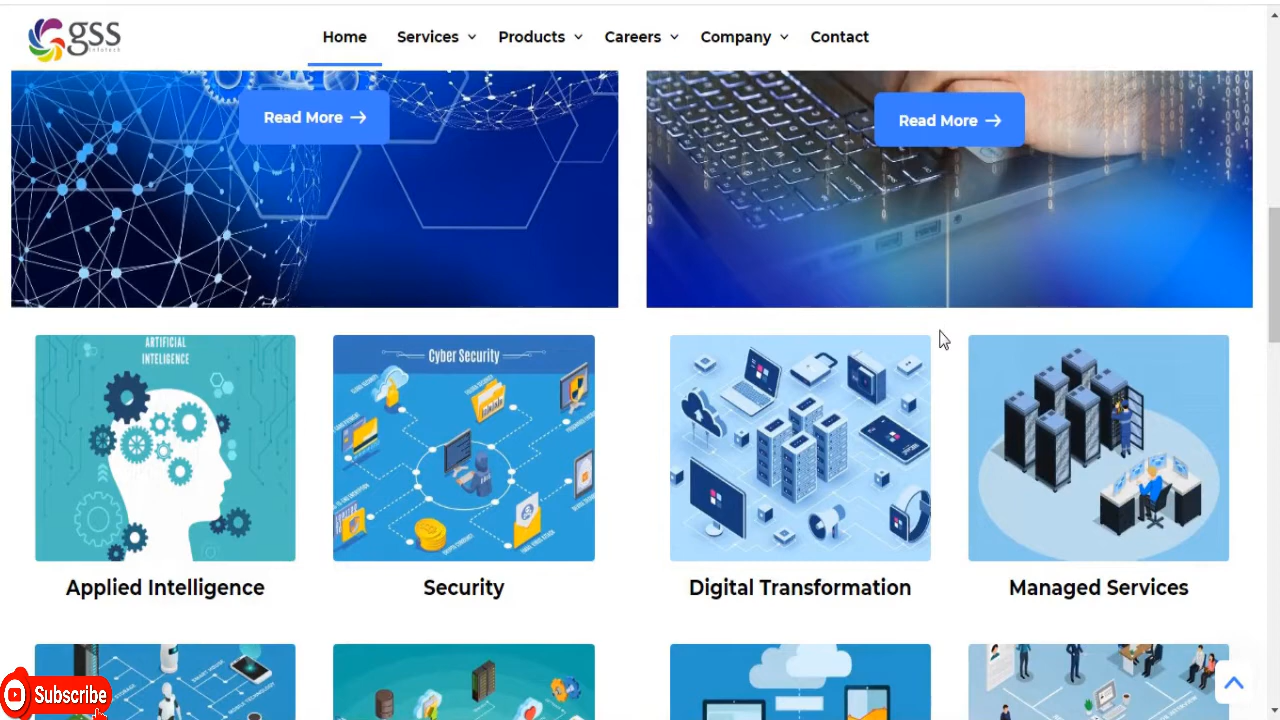 gss
infotech
Home
Services
Products
Careers
Company
Contact
Read More
Read More
ARTIFICIAL
INTELIGENCE
Cyber Security
Applied Intelligence
Security
Digital Transformation
Managed Services
Subscribe